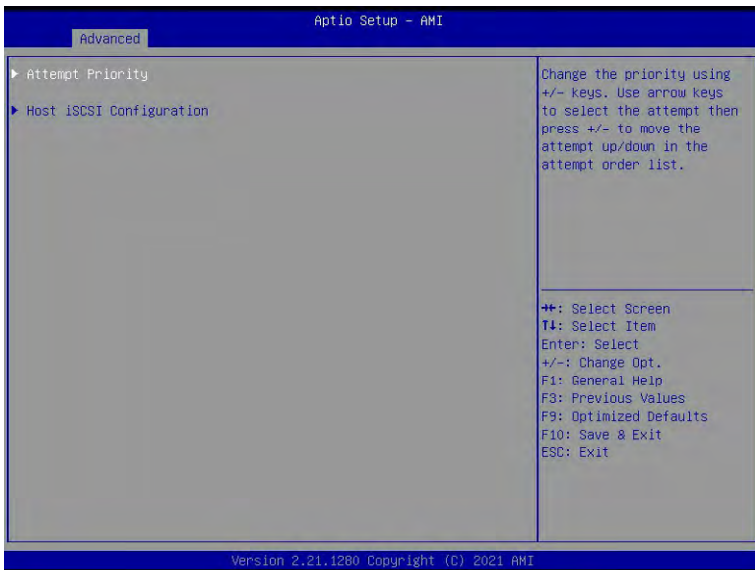 Aptio Setup - AMI
Advanced
▶ Attempt Priority
▶ Host iSCSI Configuration
Change the priority using
+/- keys. Use arrow keys
to select the attempt then
press +/- to move the
attempt up/down in the
attempt order list.
→←: Select Screen
↑↓: Select Item
Enter: Select
+/-: Change Opt.
F1: General Help
F3: Previous Values
F9: Optimized Defaults
F10: Save & Exit
ESC: Exit
Version 2.21.1280 Copyright (C) 2021 AMI